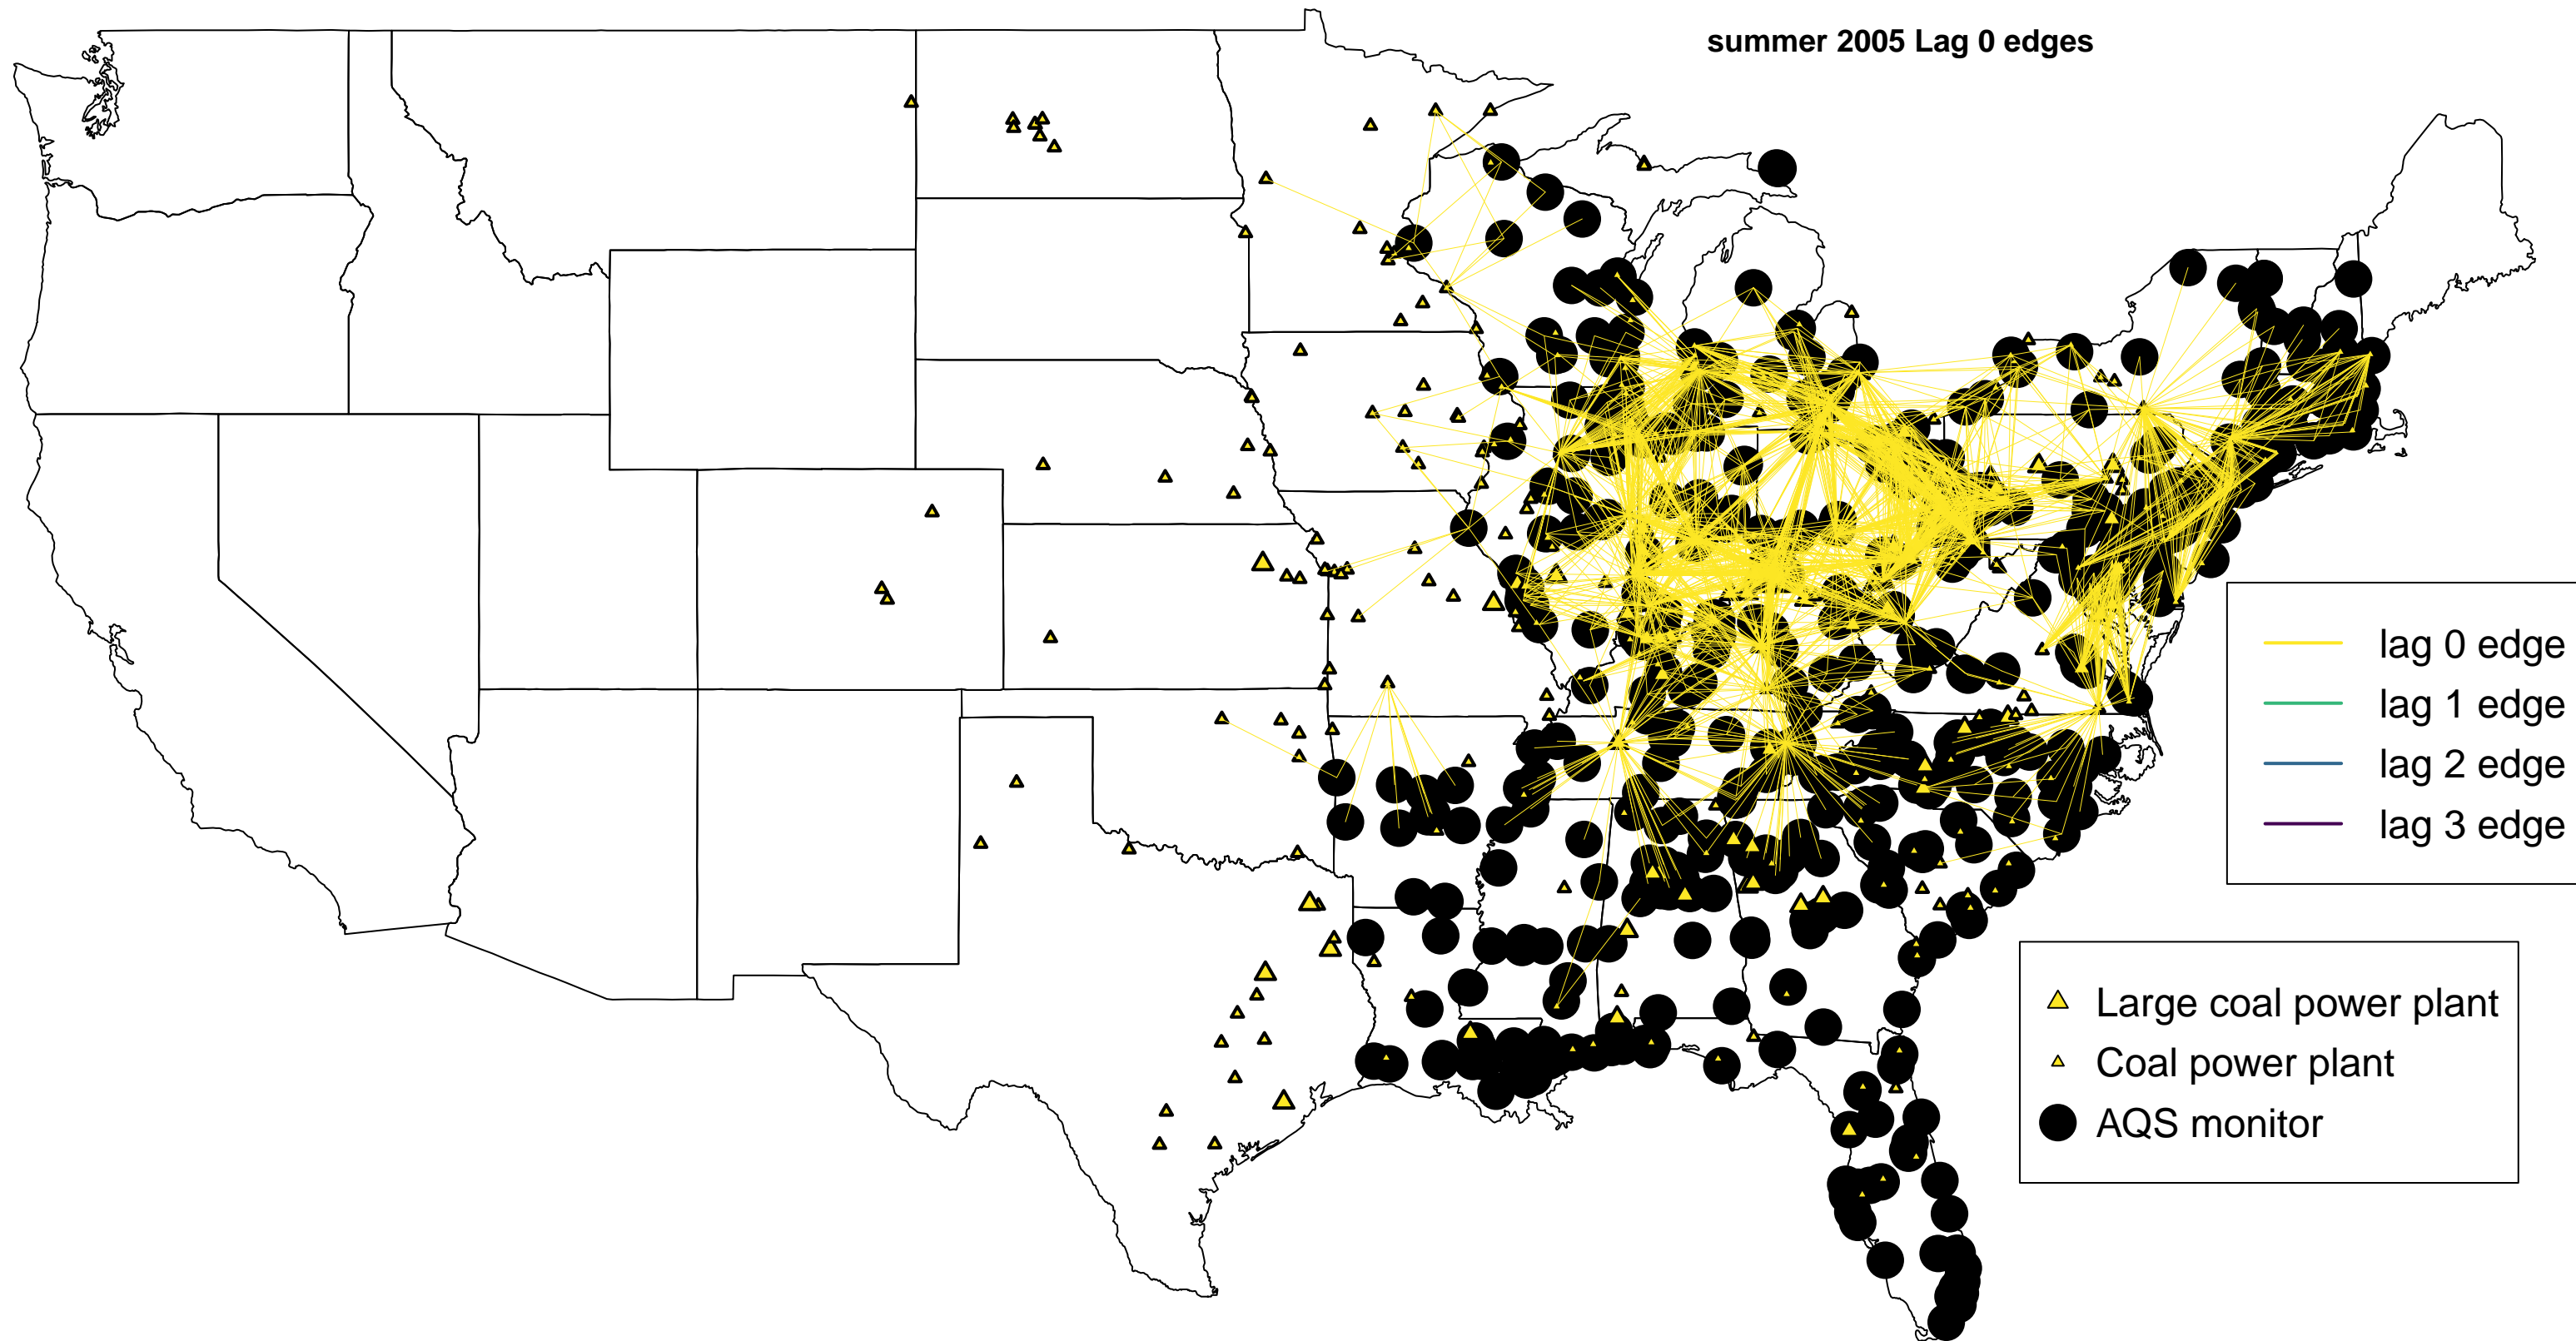 summer 2005 Lag 0 edges
lag 0 edge
lag 1 edge
lag 2 edge
lag 3 edge
Large coal power plant
Coal power plant
AQS monitor